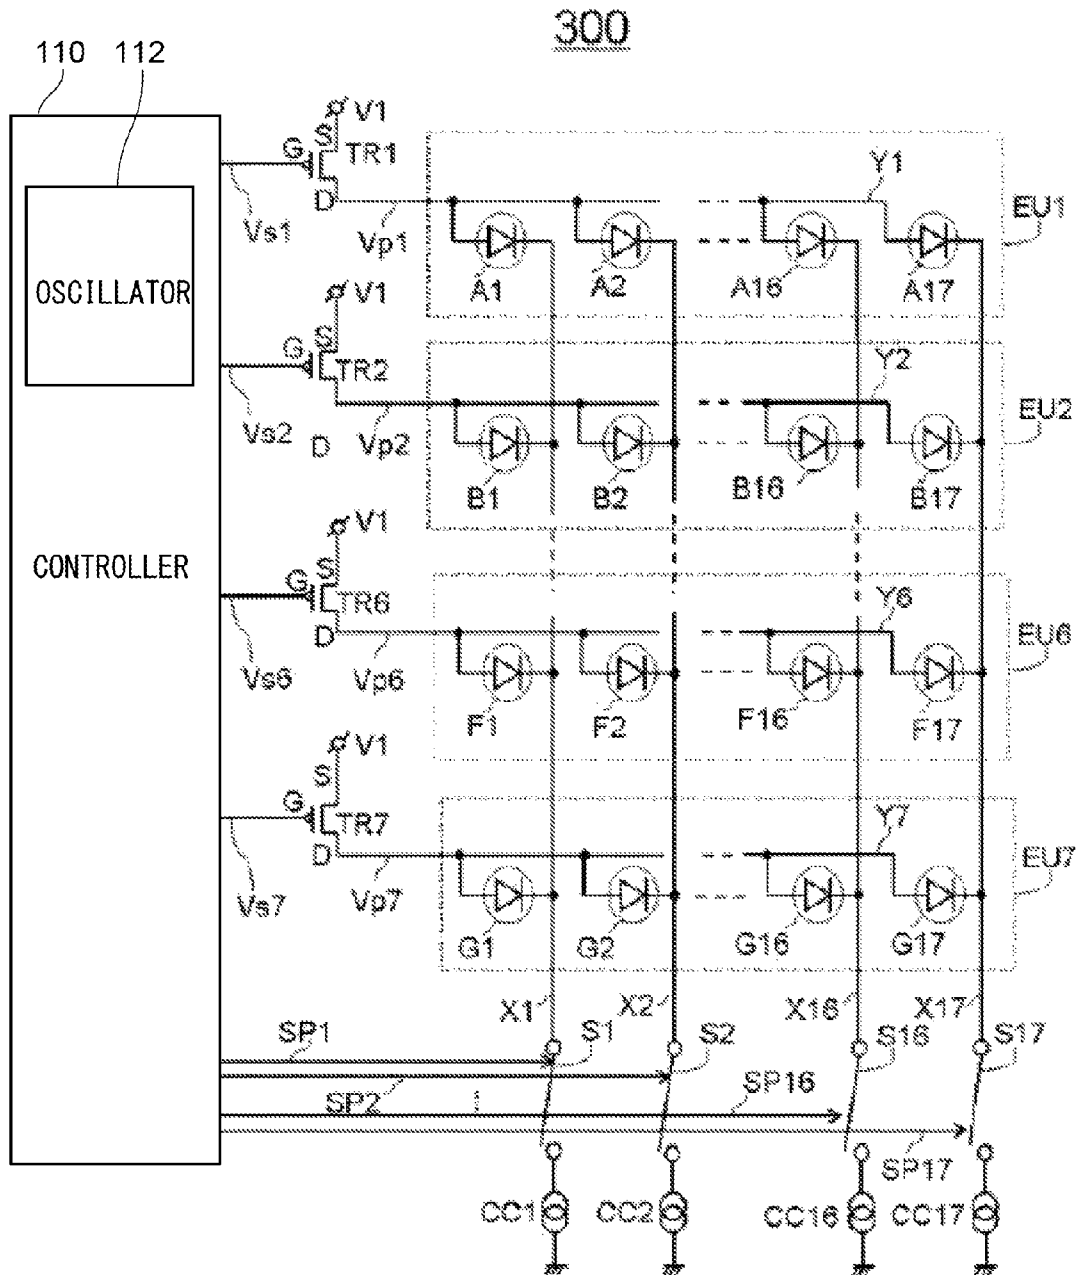 300
110 112
V1
S
G TR1
D
Vs1 Vp1 Y1 EU1
A1 A2 A16 A17
OSCILLATOR
V1
S
G TR2
Y2 EU2
Vs2 D Vp2
B1 B2 B16 B17
V1
CONTROLLER
S
G TR6
D
Y6 EU6
Vs6 Vp6
F1 F2 F16 F17
V1
S
G TR7
D
Y7 EU7
Vs7 Vp7
G1 G2 G16 G17
X1 X2 X16 X17
SP1 S1 S2 S16 S17
SP2 SP16
SP17
CC1 CC2 CC16 CC17